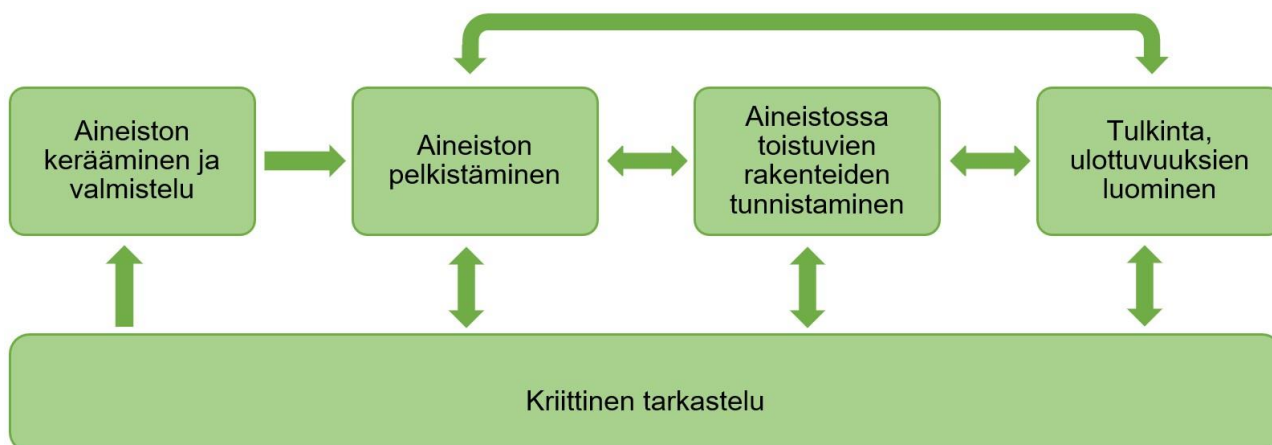 Aineiston
kerääminen ja
valmistelu
Aineiston
pelkistäminen
Aineistossa
toistuvien
rakenteiden
tunnistaminen
Tulkinta,
ulottuvuuksien
luominen
Kriittinen tarkastelu